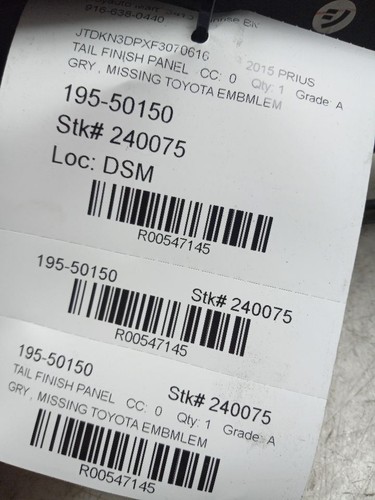 916-638-0440
JTDKN3DPXF3070616 2015 PRIUS
TAIL FINISH PANEL CC: 0 Qty: 1 Grade: A
GRY, MISSING TOYOTA EMBMLEM
195-50150
Stk# 240075
Loc: DSM
R00547145
195-50150 Stk# 240075
R00547145
195-50150 Stk# 240075
TAIL FINISH PANEL CC: 0 Qty: 1 Grade: A
GRY, MISSING TOYOTA EMBMLEM
R00547145